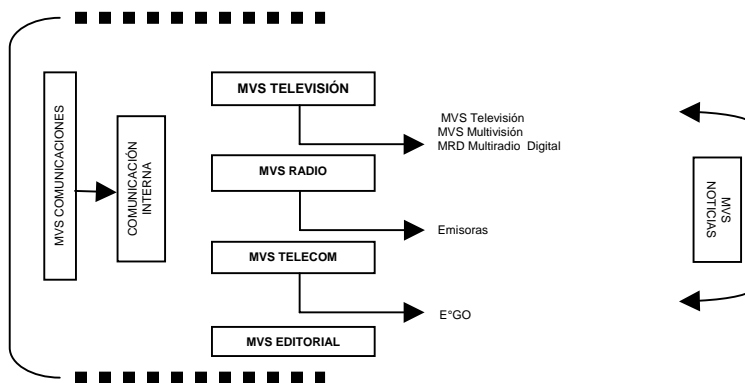 MVS COMUNICACIONES
COMUNICACIÓN
INTERNA
MVS TELEVISIÓN
MVS Televisión
MVS Multivisión
MRD Multiradio Digital
MVS RADIO
Emisoras
MVS TELECOM
E°GO
MVS EDITORIAL
MVS
NOTICIAS